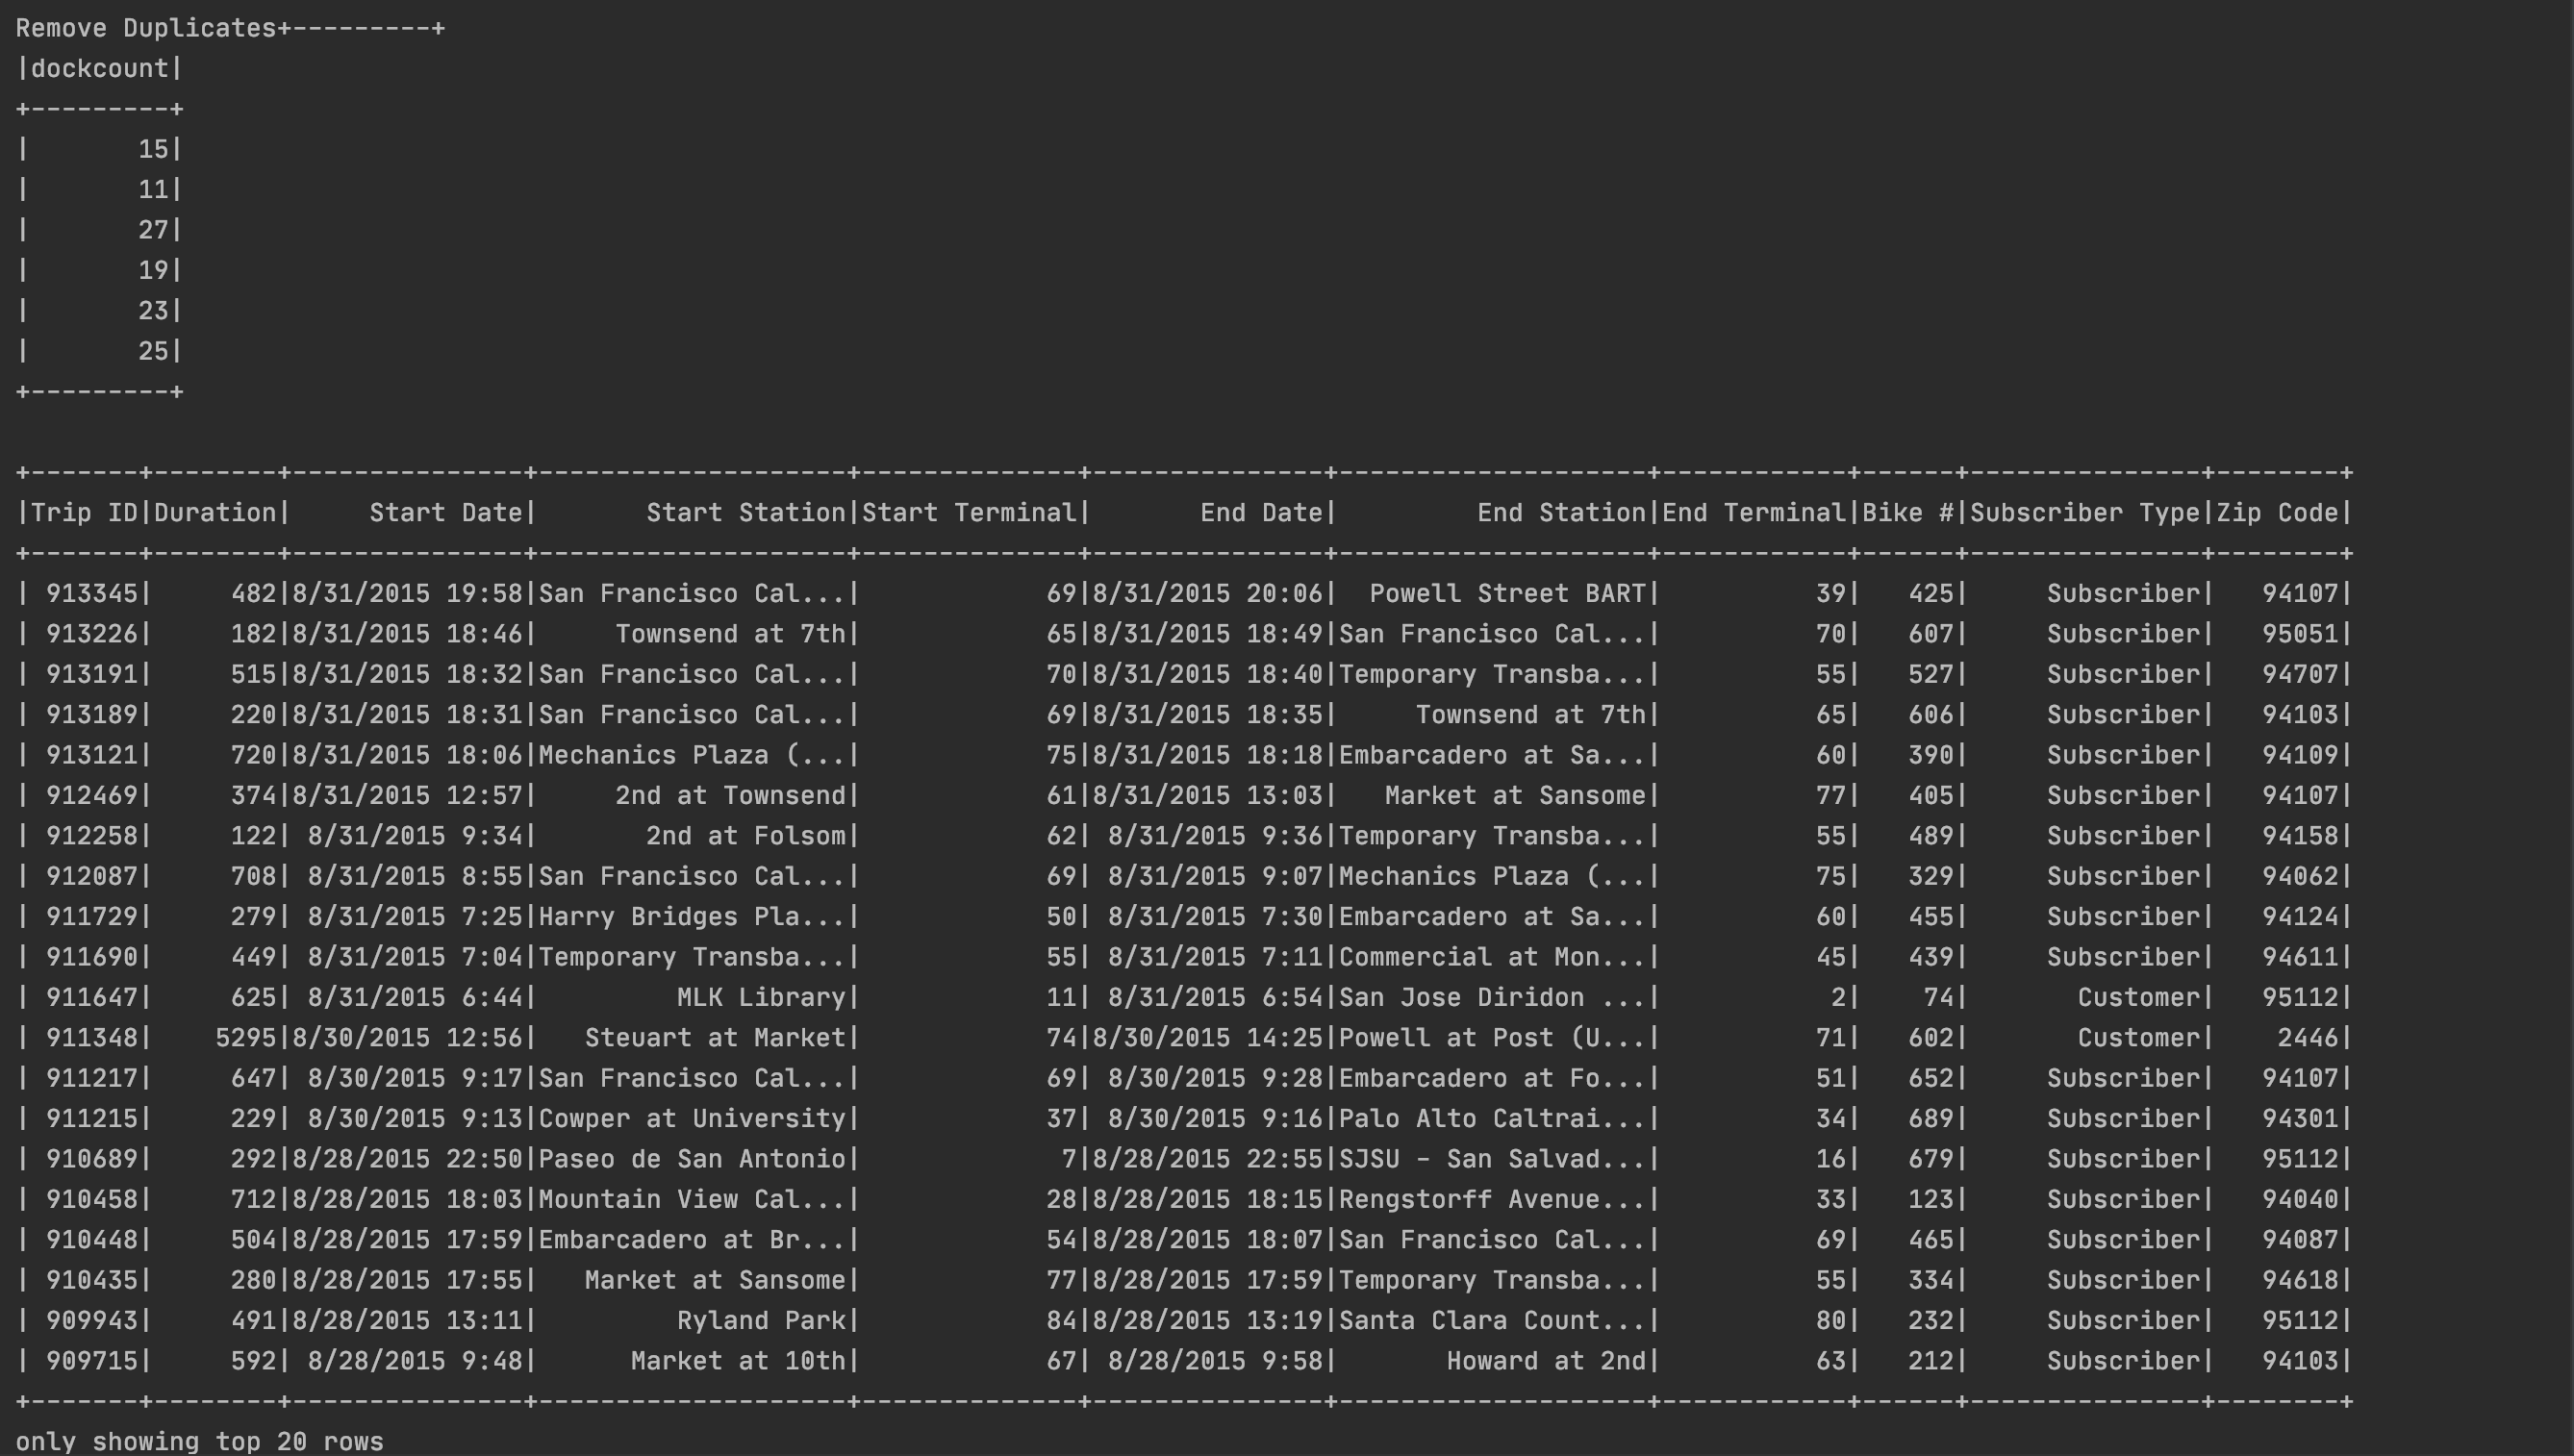 Remove Duplicates+---------+
|dockcount|
+---------+
|       15|
|       11|
|       27|
|       19|
|       23|
|       25|
+---------+

+-------+--------+---------------+--------------------+--------------+---------------+--------------------+------------+------+---------------+--------+
|Trip ID|Duration|     Start Date|       Start Station|Start Terminal|       End Date|         End Station|End Terminal|Bike #|Subscriber Type|Zip Code|
+-------+--------+---------------+--------------------+--------------+---------------+--------------------+------------+------+---------------+--------+
| 913345|     482|8/31/2015 19:58|San Francisco Cal...|            69|8/31/2015 20:06|  Powell Street BART|          39|   425|     Subscriber|   94107|
| 913226|     182|8/31/2015 18:46|     Townsend at 7th|            65|8/31/2015 18:49|San Francisco Cal...|          70|   607|     Subscriber|   95051|
| 913191|     515|8/31/2015 18:32|San Francisco Cal...|            70|8/31/2015 18:40|Temporary Transba...|          55|   527|     Subscriber|   94707|
| 913189|     220|8/31/2015 18:31|San Francisco Cal...|            69|8/31/2015 18:35|     Townsend at 7th|          65|   606|     Subscriber|   94103|
| 913121|     720|8/31/2015 18:06|Mechanics Plaza (...|            75|8/31/2015 18:18|Embarcadero at Sa...|          60|   390|     Subscriber|   94109|
| 912469|     374|8/31/2015 12:57|     2nd at Townsend|            61|8/31/2015 13:03|   Market at Sansome|          77|   405|     Subscriber|   94107|
| 912258|     122| 8/31/2015 9:34|       2nd at Folsom|            62| 8/31/2015 9:36|Temporary Transba...|          55|   489|     Subscriber|   94158|
| 912087|     708| 8/31/2015 8:55|San Francisco Cal...|            69| 8/31/2015 9:07|Mechanics Plaza (...|          75|   329|     Subscriber|   94062|
| 911729|     279| 8/31/2015 7:25|Harry Bridges Pla...|            50| 8/31/2015 7:30|Embarcadero at Sa...|          60|   455|     Subscriber|   94124|
| 911690|     449| 8/31/2015 7:04|Temporary Transba...|            55| 8/31/2015 7:11|Commercial at Mon...|          45|   439|     Subscriber|   94611|
| 911647|     625| 8/31/2015 6:44|         MLK Library|            11| 8/31/2015 6:54|San Jose Diridon ...|           2|    74|       Customer|   95112|
| 911348|    5295|8/30/2015 12:56|   Steuart at Market|            74|8/30/2015 14:25|Powell at Post (U...|          71|   602|       Customer|    2446|
| 911217|     647| 8/30/2015 9:17|San Francisco Cal...|            69| 8/30/2015 9:28|Embarcadero at Fo...|          51|   652|     Subscriber|   94107|
| 911215|     229| 8/30/2015 9:13|Cowper at University|            37| 8/30/2015 9:16|Palo Alto Caltrai...|          34|   689|     Subscriber|   94301|
| 910689|     292|8/28/2015 22:50|Paseo de San Antonio|             7|8/28/2015 22:55|SJSU - San Salvad...|          16|   679|     Subscriber|   95112|
| 910458|     712|8/28/2015 18:03|Mountain View Cal...|            28|8/28/2015 18:15|Rengstorff Avenue...|          33|   123|     Subscriber|   94040|
| 910448|     504|8/28/2015 17:59|Embarcadero at Br...|            54|8/28/2015 18:07|San Francisco Cal...|          69|   465|     Subscriber|   94087|
| 910435|     280|8/28/2015 17:55|   Market at Sansome|            77|8/28/2015 17:59|Temporary Transba...|          55|   334|     Subscriber|   94618|
| 909943|     491|8/28/2015 13:11|         Ryland Park|            84|8/28/2015 13:19|Santa Clara Count...|          80|   232|     Subscriber|   95112|
| 909715|     592| 8/28/2015 9:48|      Market at 10th|            67| 8/28/2015 9:58|       Howard at 2nd|          63|   212|     Subscriber|   94103|
+-------+--------+---------------+--------------------+--------------+---------------+--------------------+------------+------+---------------+--------+
only showing top 20 rows